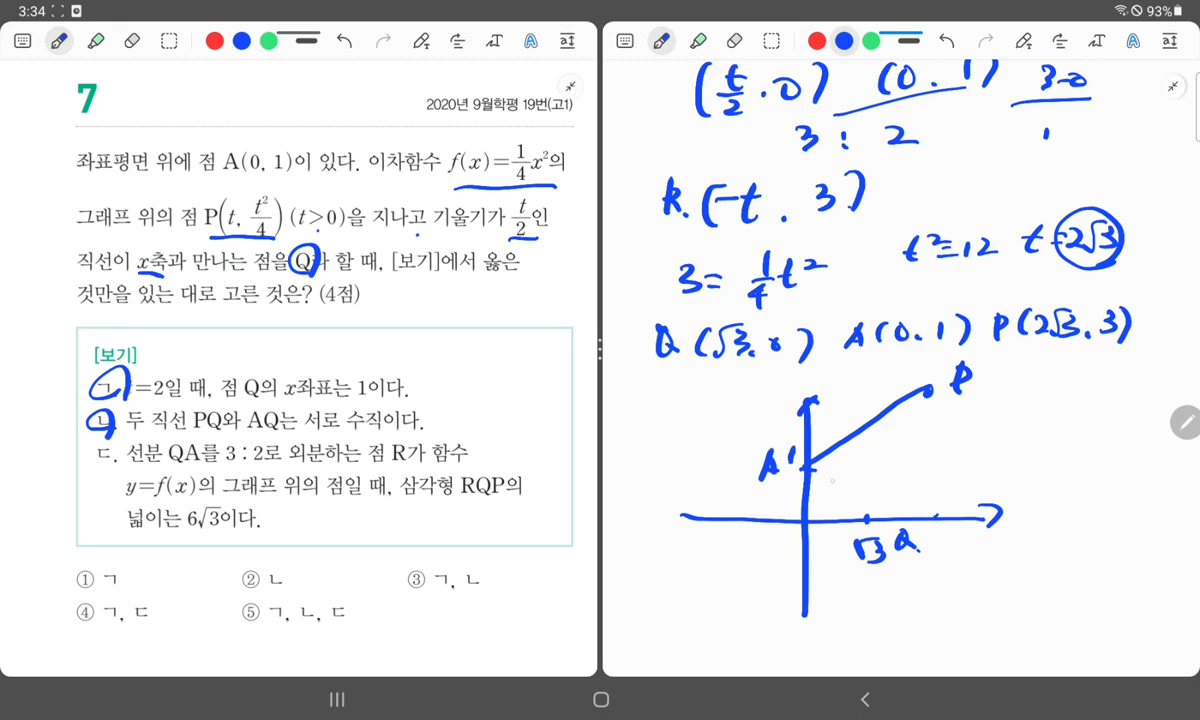 3:34
93%
7
2020년 9월학평 19번(고1)
좌표평면 위에 점 A(0, 1)이 있다. 이차함수 f(x)=1/4x²의
그래프 위의 점 P(t, t²/4)(t>0)을 지나고 기울기가 t/2인
직선이 x축과 만나는 점을 Q라 할 때, [보기]에서 옳은
것만을 있는 대로 고른 것은? (4점)
[보기]
ㄱ. =2일 때, 점 Q의 x좌표는 1이다.
ㄴ. 두 직선 PQ와 AQ는 서로 수직이다.
ㄷ. 선분 QA를 3 : 2로 외분하는 점 R가 함수
y=f(x)의 그래프 위의 점일 때, 삼각형 RQP의
넓이는 6√3이다.
① ㄱ ② ㄴ ③ ㄱ, ㄴ
④ ㄱ, ㄷ ⑤ ㄱ, ㄴ, ㄷ
(t/2 . 0) (0 . 1) 3-0
3 : 2 1
R. (-t . 3)
3= 1/4t² t²=12 t=2√3
Q (√3. 0) A (0. 1) P (2√3. 3)
P
A 1
√3 Q